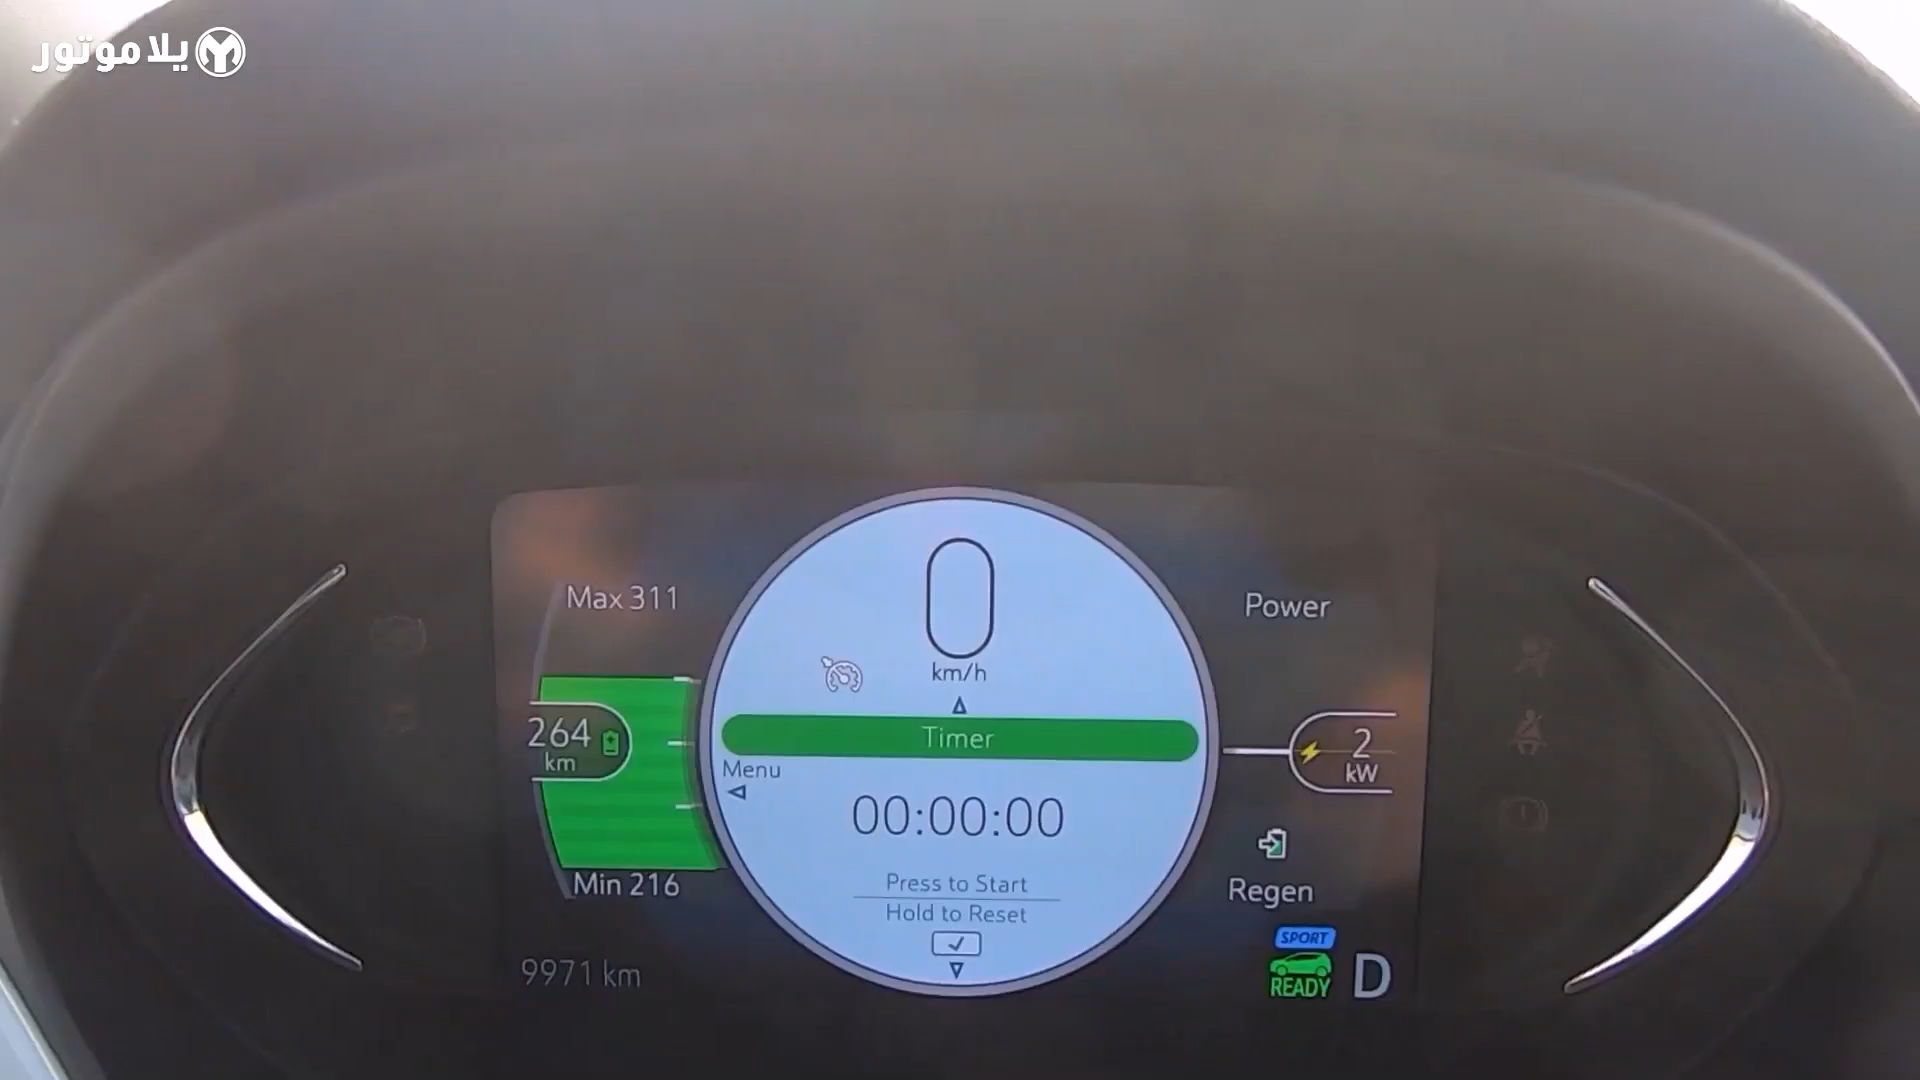 يلا موتور
Max 311
0
km/h
Power
Timer
264
km
2
kW
Menu
00:00:00
Press to Start
Hold to Reset
Min 216
Regen
SPORT
READY
D
9971 km